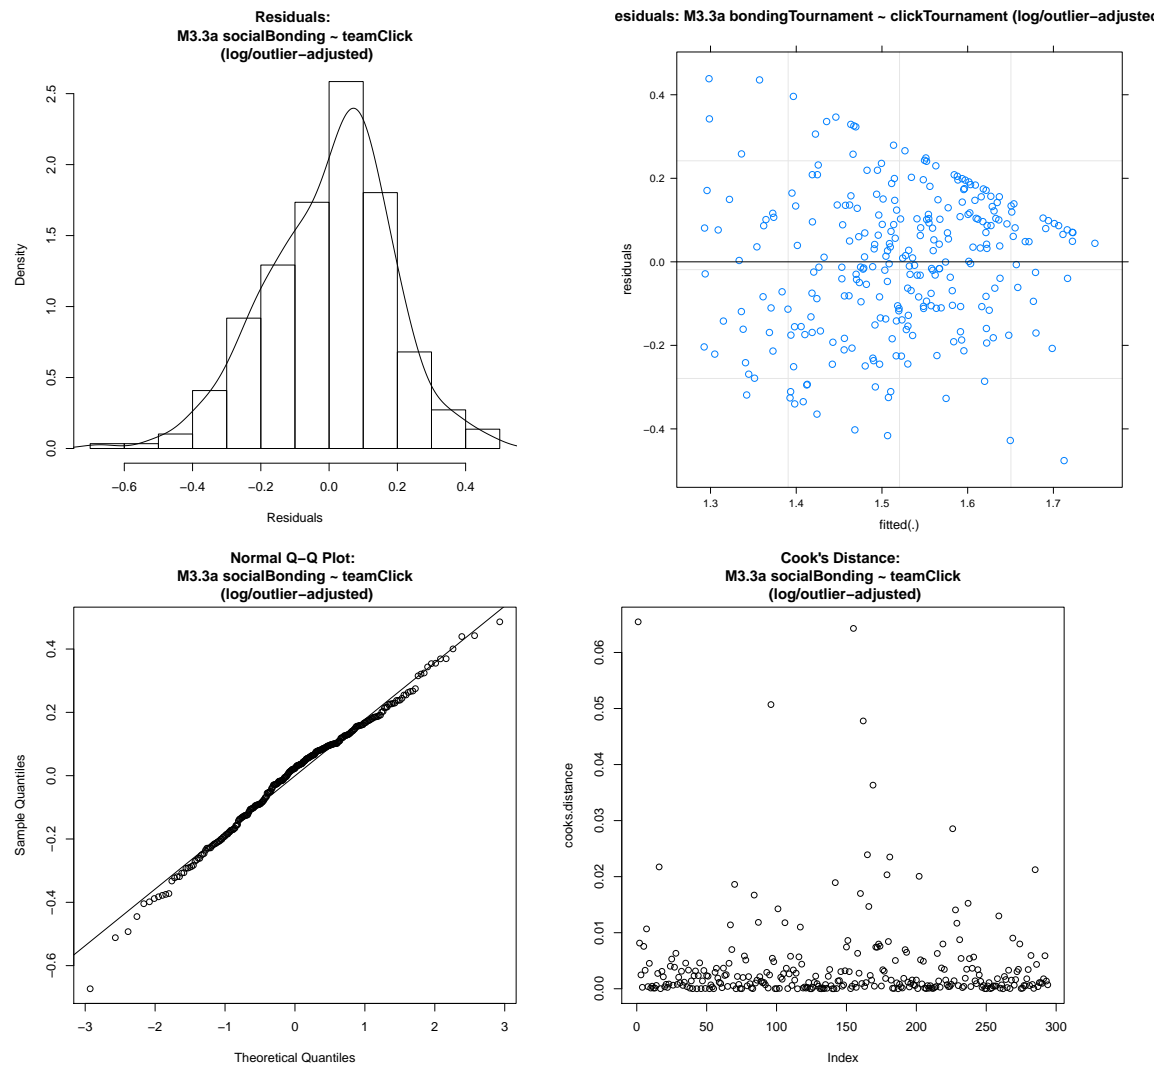 Residuals:
M3.3a socialBonding ~ teamClick
(log/outlier−adjusted)
Density
0.0
0.5
1.0
1.5
2.0
2.5
−0.6
−0.4
−0.2
0.0
0.2
0.4
Residuals
esiduals: M3.3a bondingTournament ~ clickTournament (log/outlier−adjusted
residuals
0.4
0.2
0.0
−0.2
−0.4
1.3
1.4
1.5
1.6
1.7
fitted(.)
Normal Q−Q Plot:
M3.3a socialBonding ~ teamClick
(log/outlier−adjusted)
Sample Quantiles
−0.6
−0.4
−0.2
0.0
0.2
0.4
−3
−2
−1
0
1
2
3
Theoretical Quantiles
Cook's Distance:
M3.3a socialBonding ~ teamClick
(log/outlier−adjusted)
cooks.distance
0.00
0.01
0.02
0.03
0.04
0.05
0.06
0
50
100
150
200
250
300
Index